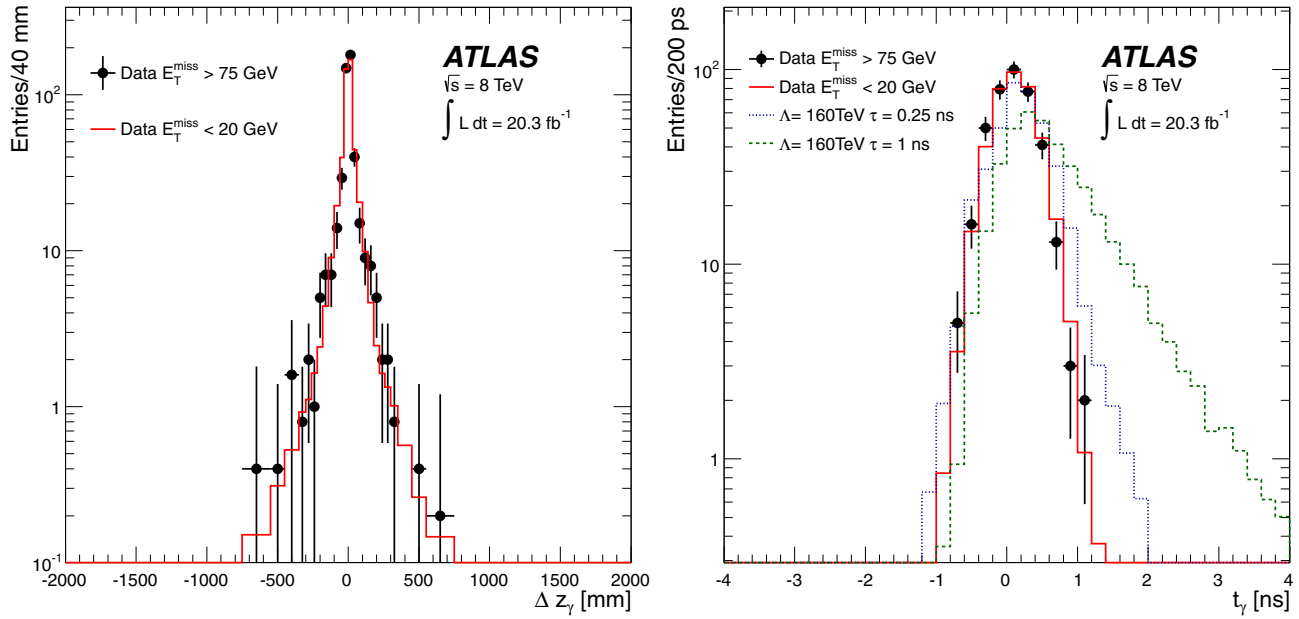 Entries/40 mm
10²
10
1
10⁻¹
Data E_T^miss > 75 GeV
Data E_T^miss < 20 GeV
ATLAS
√s = 8 TeV
∫ L dt = 20.3 fb⁻¹
-2000 -1500 -1000 -500 0 500 1000 1500 2000
Δ z_γ [mm]
Entries/200 ps
10²
10
1
Data E_T^miss > 75 GeV
Data E_T^miss < 20 GeV
Λ= 160TeV τ = 0.25 ns
Λ= 160TeV τ = 1 ns
ATLAS
√s = 8 TeV
∫ L dt = 20.3 fb⁻¹
-4 -3 -2 -1 0 1 2 3 4
t_γ [ns]